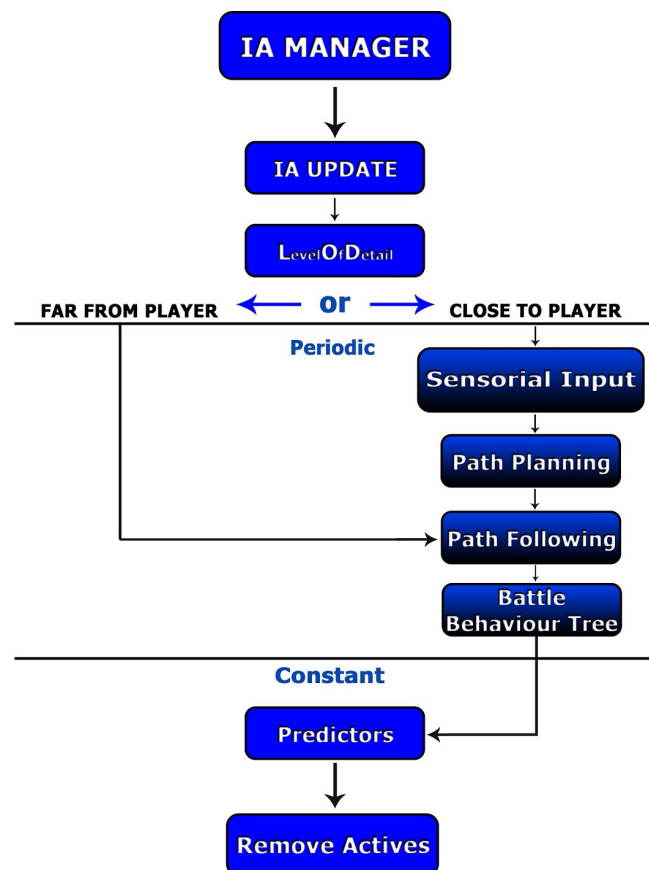 IA MANAGER
IA UPDATE
LevelOfDetail
FAR FROM PLAYER
or
CLOSE TO PLAYER
Periodic
Sensorial Input
Path Planning
Path Following
Battle
Behaviour Tree
Constant
Predictors
Remove Actives